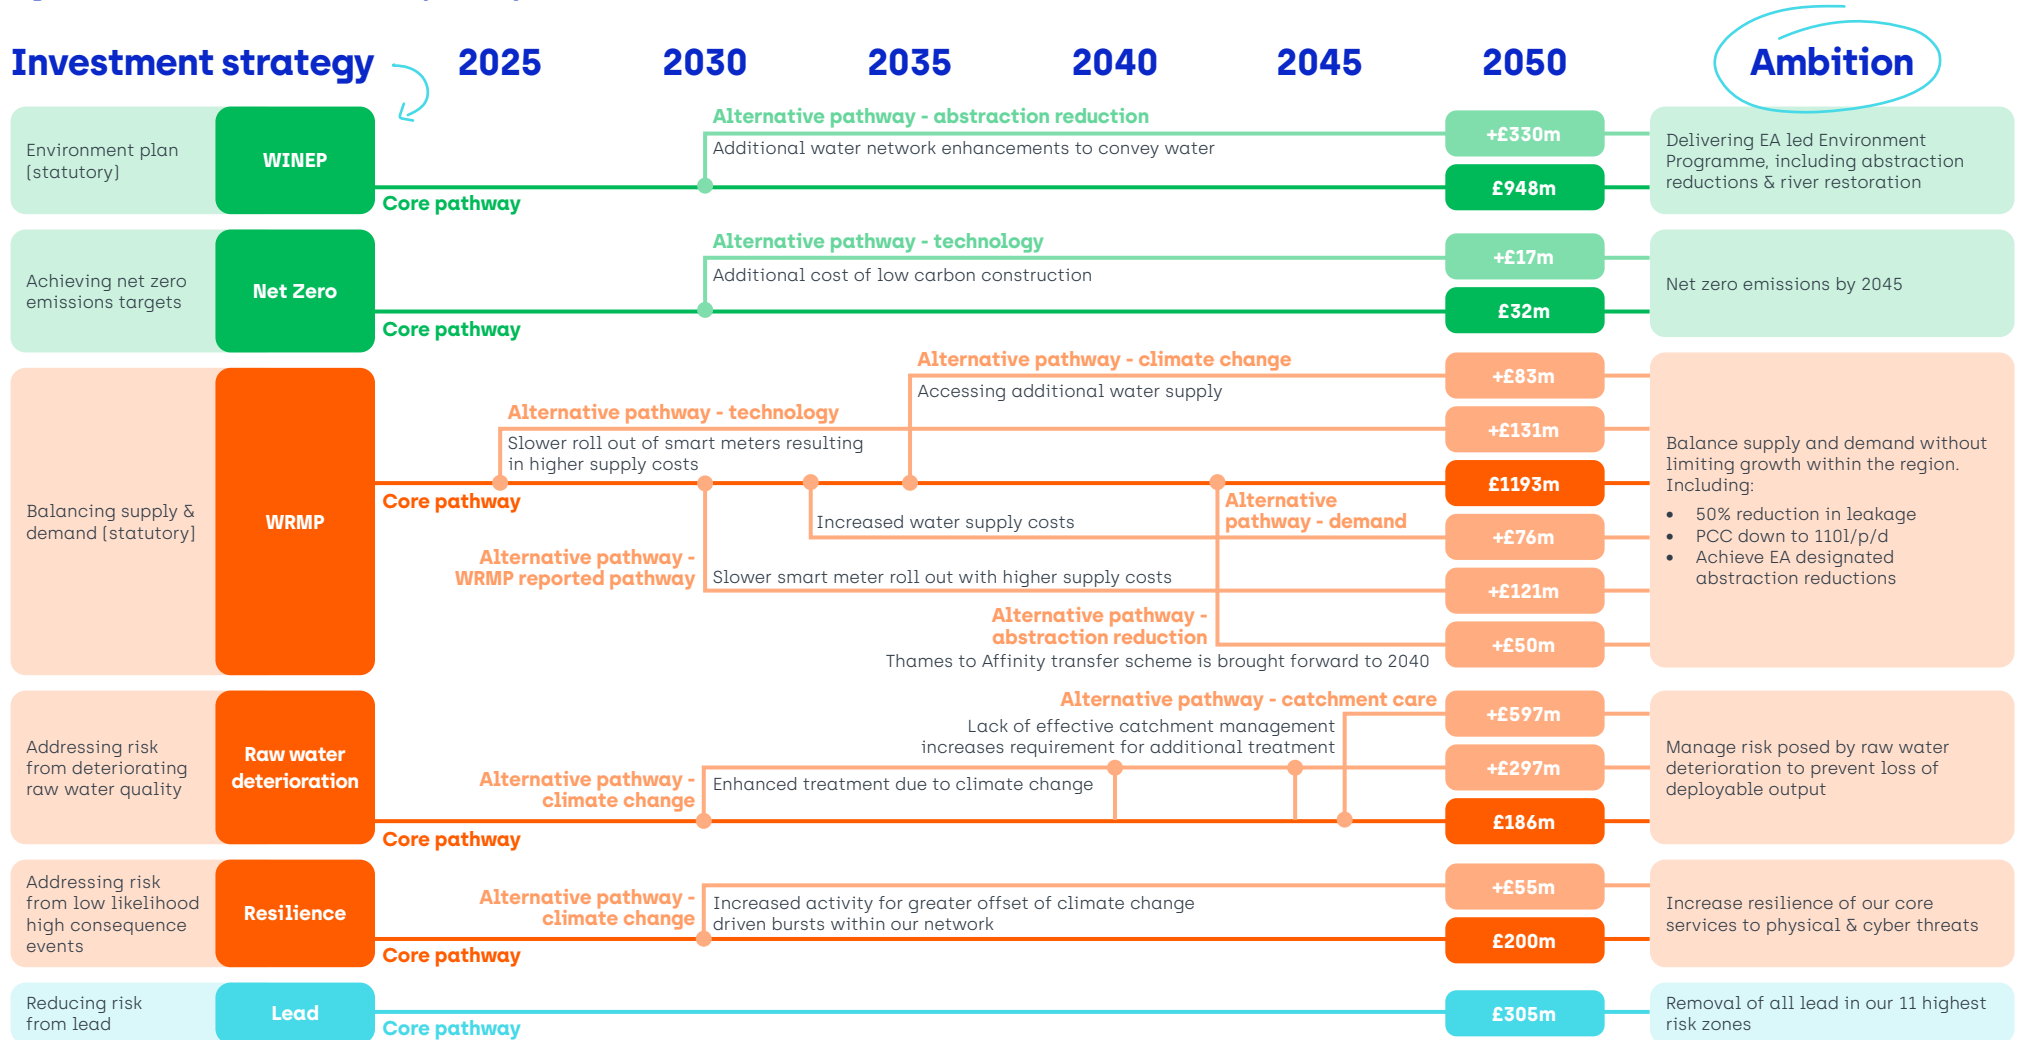 Investment strategy
2025
2030
2035
2040
2045
2050
Ambition
Environment plan
(statutory)
WINEP
Core pathway
Alternative pathway - abstraction reduction
Additional water network enhancements to convey water
+£330m
£948m
Delivering EA led Environment
Programme, including abstraction
reductions & river restoration
Achieving net zero
emissions targets
Net Zero
Core pathway
Alternative pathway - technology
Additional cost of low carbon construction
+£17m
£32m
Net zero emissions by 2045
Balancing supply &
demand (statutory)
WRMP
Core pathway
Alternative pathway - climate change
Accessing additional water supply
Alternative pathway - technology
Slower roll out of smart meters resulting
in higher supply costs
Alternative
pathway - demand
Increased water supply costs
Alternative pathway -
WRMP reported pathway
Slower smart meter roll out with higher supply costs
Alternative pathway -
abstraction reduction
Thames to Affinity transfer scheme is brought forward to 2040
+£83m
+£131m
£1193m
+£76m
+£121m
+£50m
Balance supply and demand without
limiting growth within the region.
Including:
• 50% reduction in leakage
• PCC down to 110l/p/d
• Achieve EA designated
abstraction reductions
Addressing risk
from deteriorating
raw water quality
Raw water
deterioration
Core pathway
Alternative pathway - catchment care
Lack of effective catchment management
increases requirement for additional treatment
Alternative pathway -
climate change
Enhanced treatment due to climate change
+£597m
+£297m
£186m
Manage risk posed by raw water
deterioration to prevent loss of
deployable output
Addressing risk
from low likelihood
high consequence
events
Resilience
Core pathway
Alternative pathway -
climate change
Increased activity for greater offset of climate change
driven bursts within our network
+£55m
£200m
Increase resilience of our core
services to physical & cyber threats
Reducing risk
from lead
Lead
Core pathway
£305m
Removal of all lead in our 11 highest
risk zones